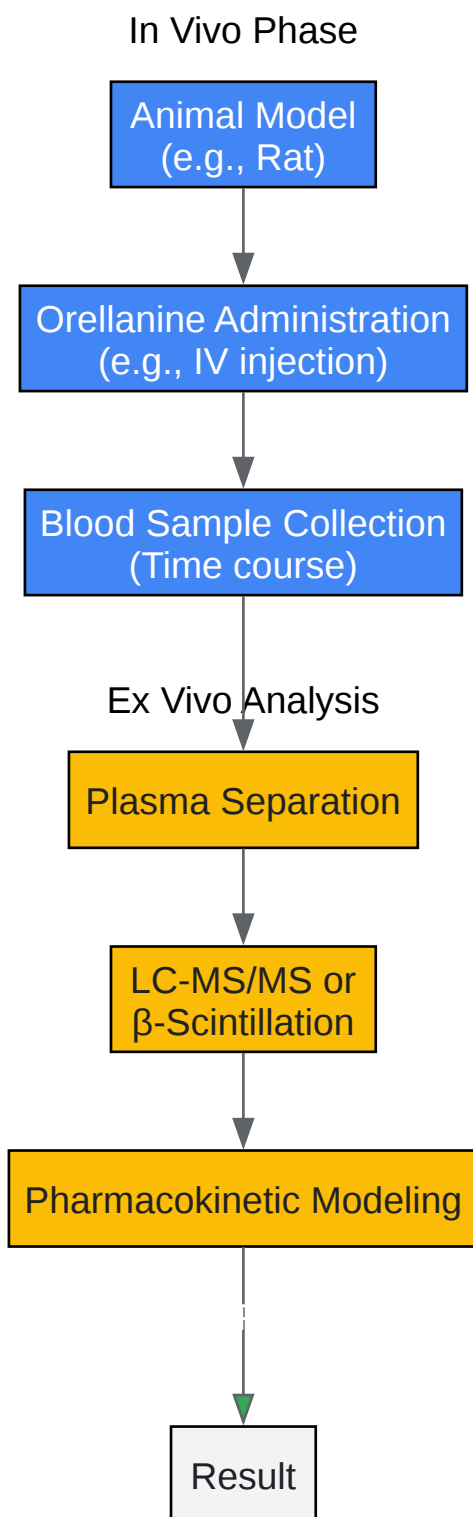 In Vivo Phase
Animal Model
(e.g., Rat)
Orellanine Administration
(e.g., IV injection)
Blood Sample Collection
(Time course)
Ex Vivo Analysis
Plasma Separation
LC-MS/MS or
β-Scintillation
Pharmacokinetic Modeling
Result